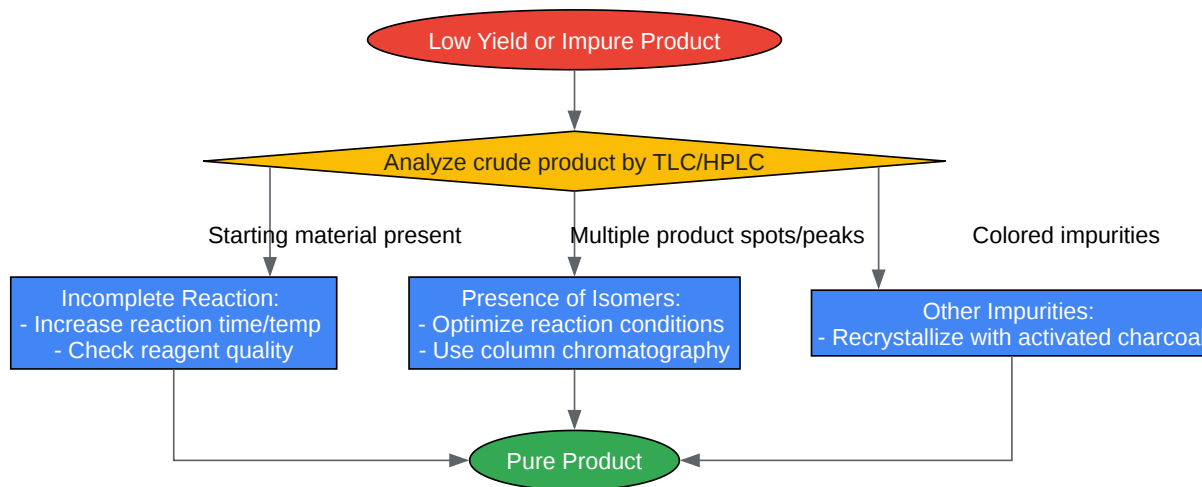 Low Yield or Impure Product
Analyze crude product by TLC/HPLC
Starting material present
Multiple product spots/peaks
Colored impurities
Incomplete Reaction:
- Increase reaction time/temp
- Check reagent quality
Presence of Isomers:
- Optimize reaction conditions
- Use column chromatography
Other Impurities:
- Recrystallize with activated charcoal
Pure Product